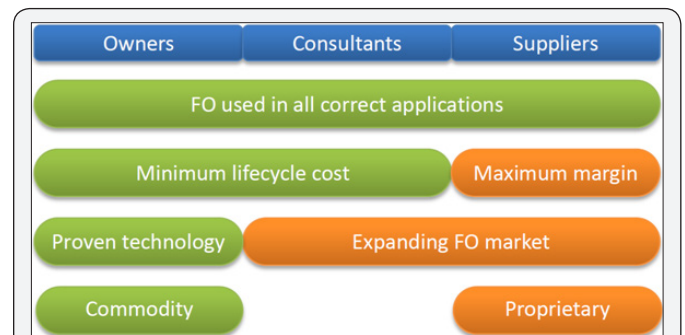 Owners Consultants Suppliers
FO used in all correct applications
Minimum lifecycle cost Maximum margin
Proven technology Expanding FO market
Commodity Proprietary